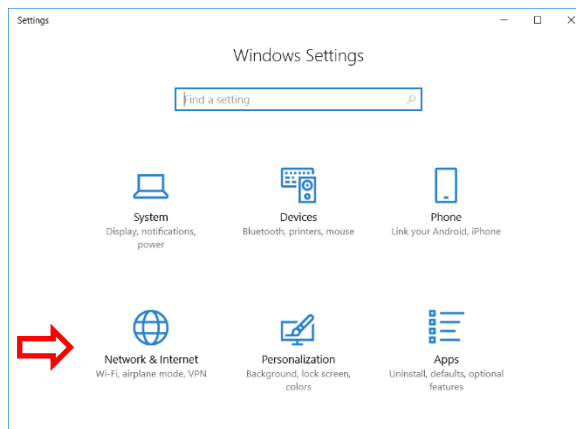 Settings
Windows Settings
Find a setting
System
Display, notifications,
power
Devices
Bluetooth, printers, mouse
Phone
Link your Android, iPhone
Network & Internet
Wi-Fi, airplane mode, VPN
Personalization
Background, lock screen,
colors
Apps
Uninstall, defaults, optional
features